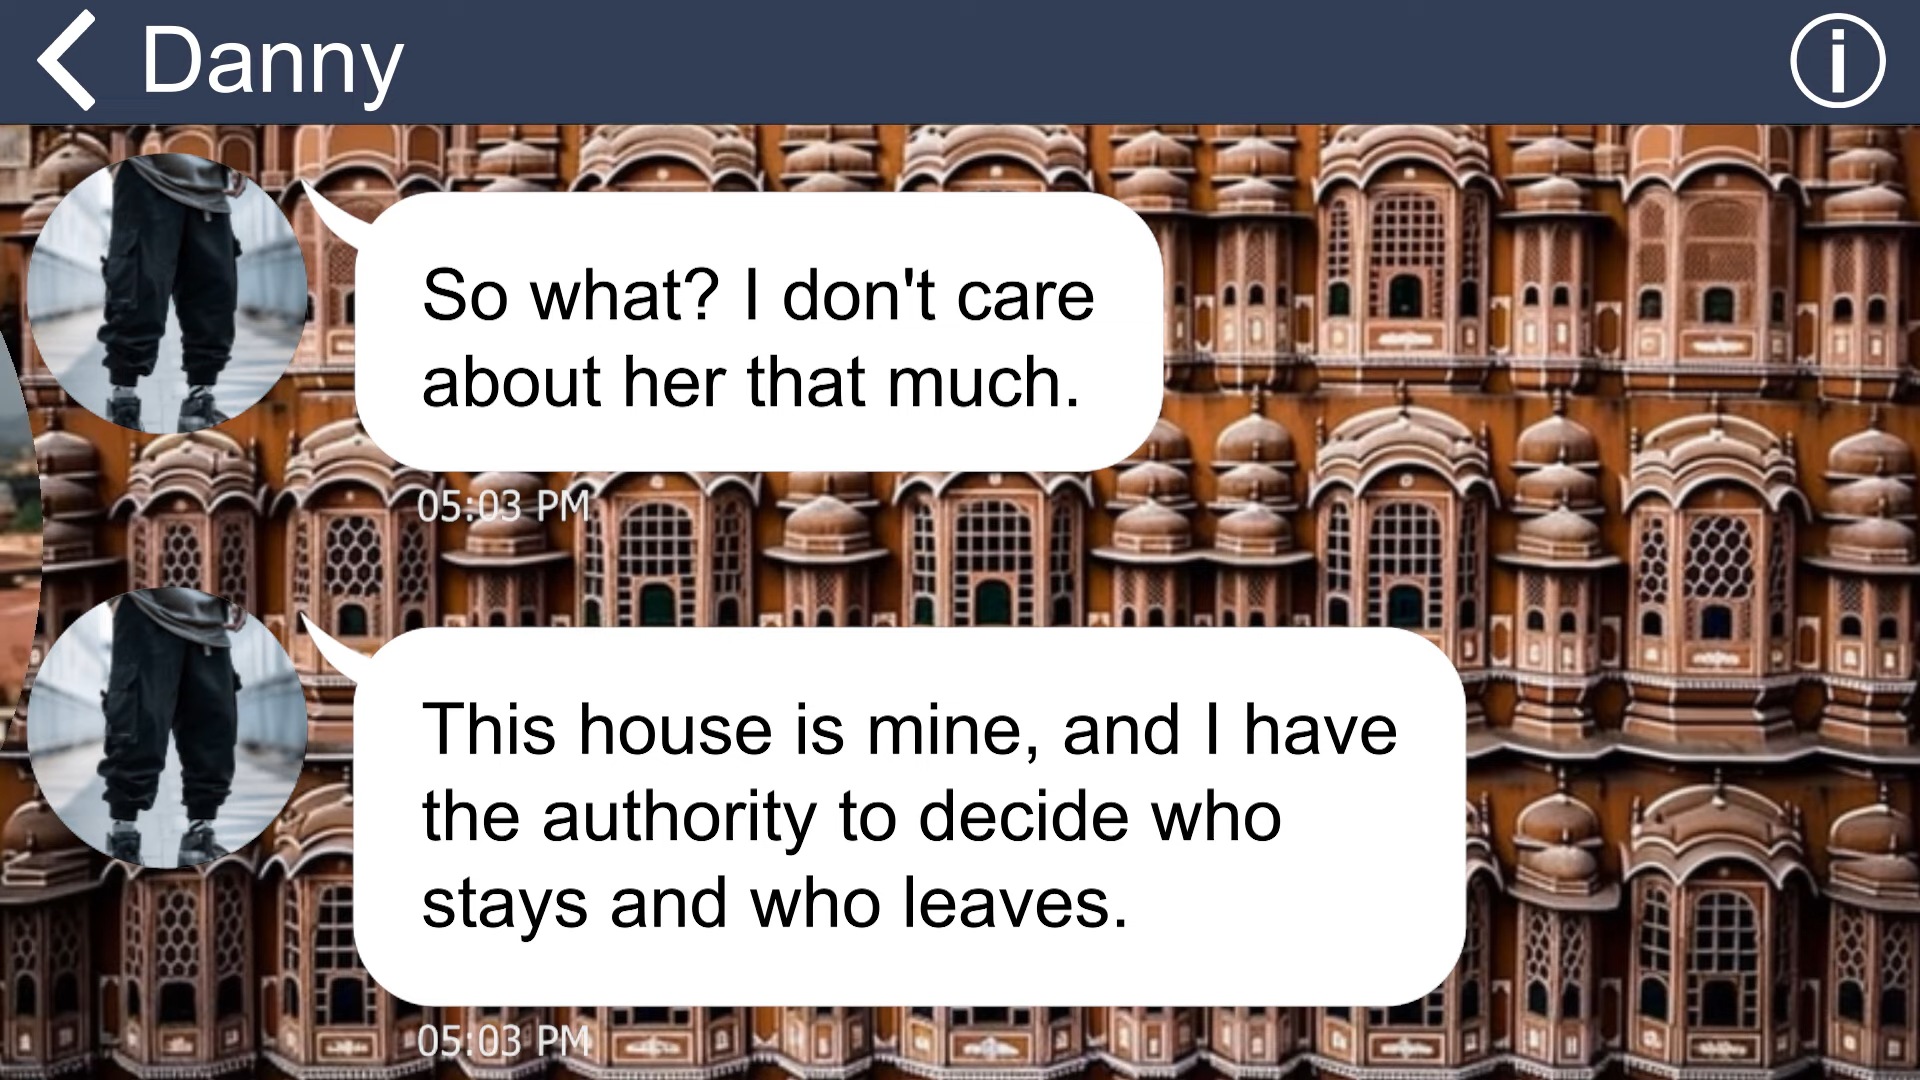 Danny
So what? I don't care
about her that much.
05:03 PM
This house is mine, and I have
the authority to decide who
stays and who leaves.
05:03 PM